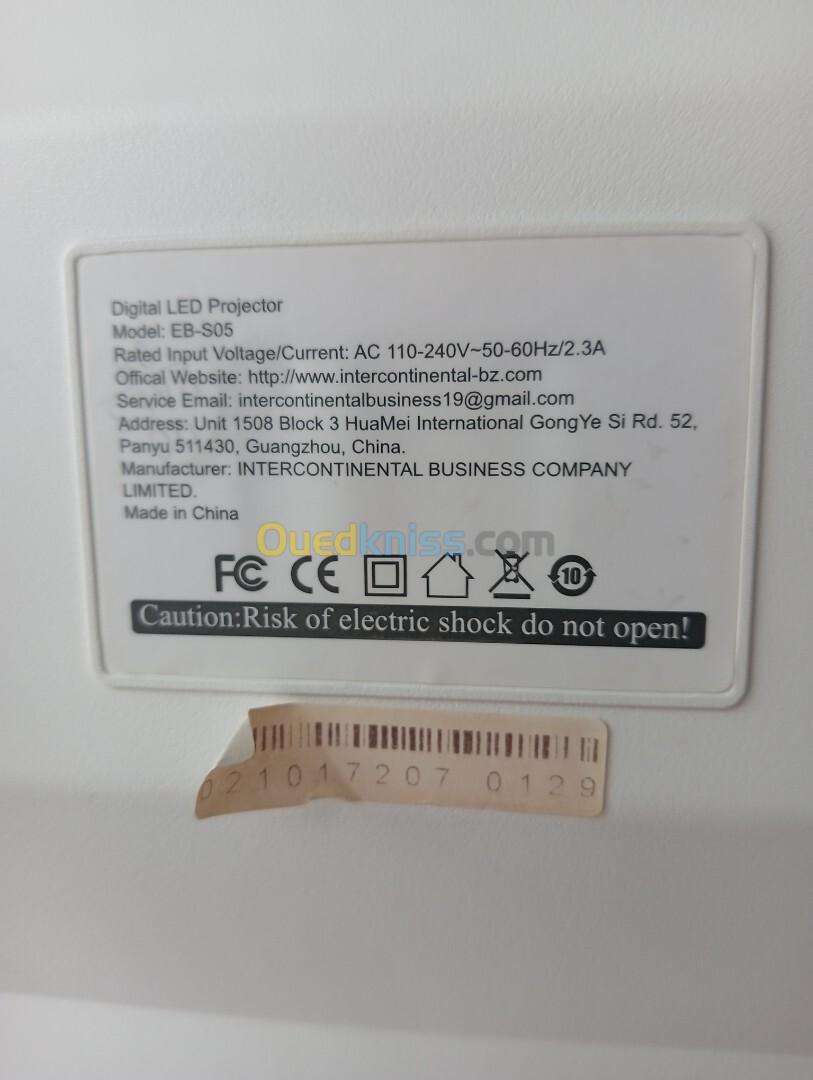 Digital LED Projector
Model: EB-S05
Rated Input Voltage/Current: AC 110-240V~50-60Hz/2.3A
Offical Website: http://www.intercontinental-bz.com
Service Email: intercontinentalbusiness19@gmail.com
Address: Unit 1508 Block 3 HuaMei International GongYe Si Rd. 52,
Panyu 511430, Guangzhou, China.
Manufacturer: INTERCONTINENTAL BUSINESS COMPANY
LIMITED.
Made in China
Ouedkniss.com
FC CE 10
Caution:Risk of electric shock do not open!
021017207 0129